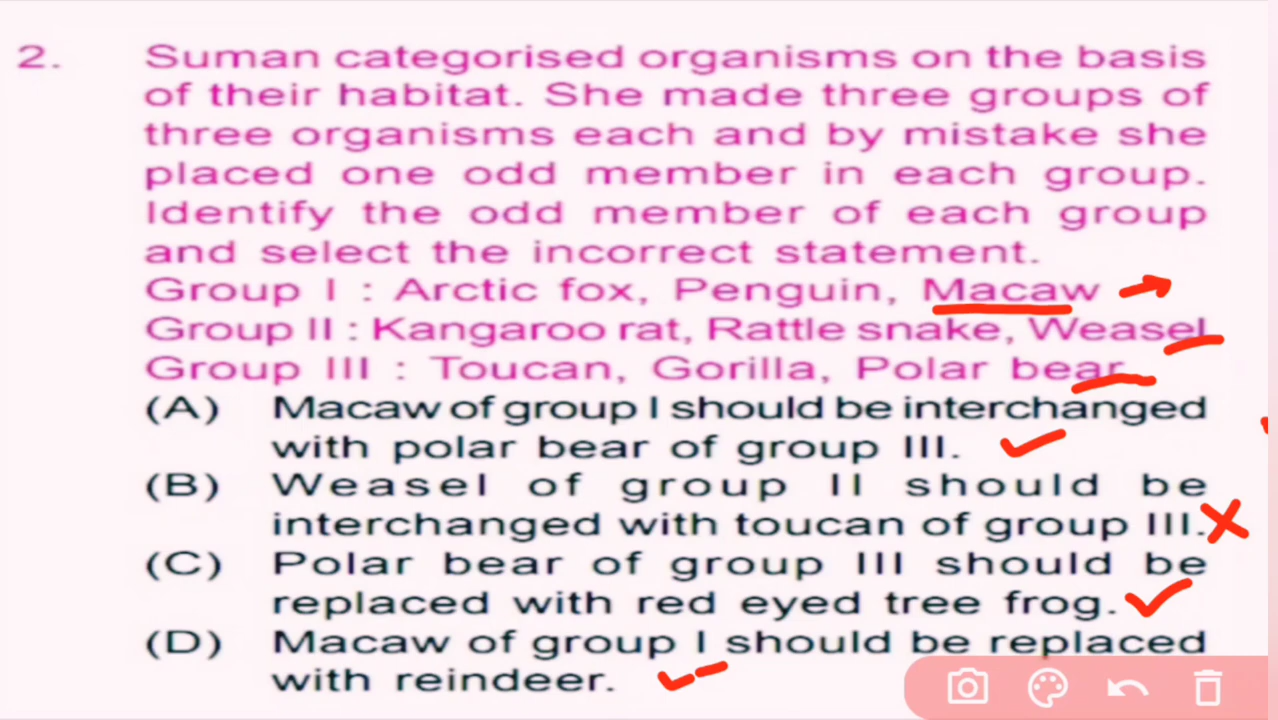 2. Suman categorised organisms on the basis
of their habitat. She made three groups of
three organisms each and by mistake she
placed one odd member in each group.
Identify the odd member of each group
and select the incorrect statement.
Group I : Arctic fox, Penguin, Macaw
Group II : Kangaroo rat, Rattle snake, Weasel
Group III : Toucan, Gorilla, Polar bear
(A) Macaw of group I should be interchanged
with polar bear of group III.
(B) Weasel of group II should be
interchanged with toucan of group III.
(C) Polar bear of group III should be
replaced with red eyed tree frog.
(D) Macaw of group I should be replaced
with reindeer.